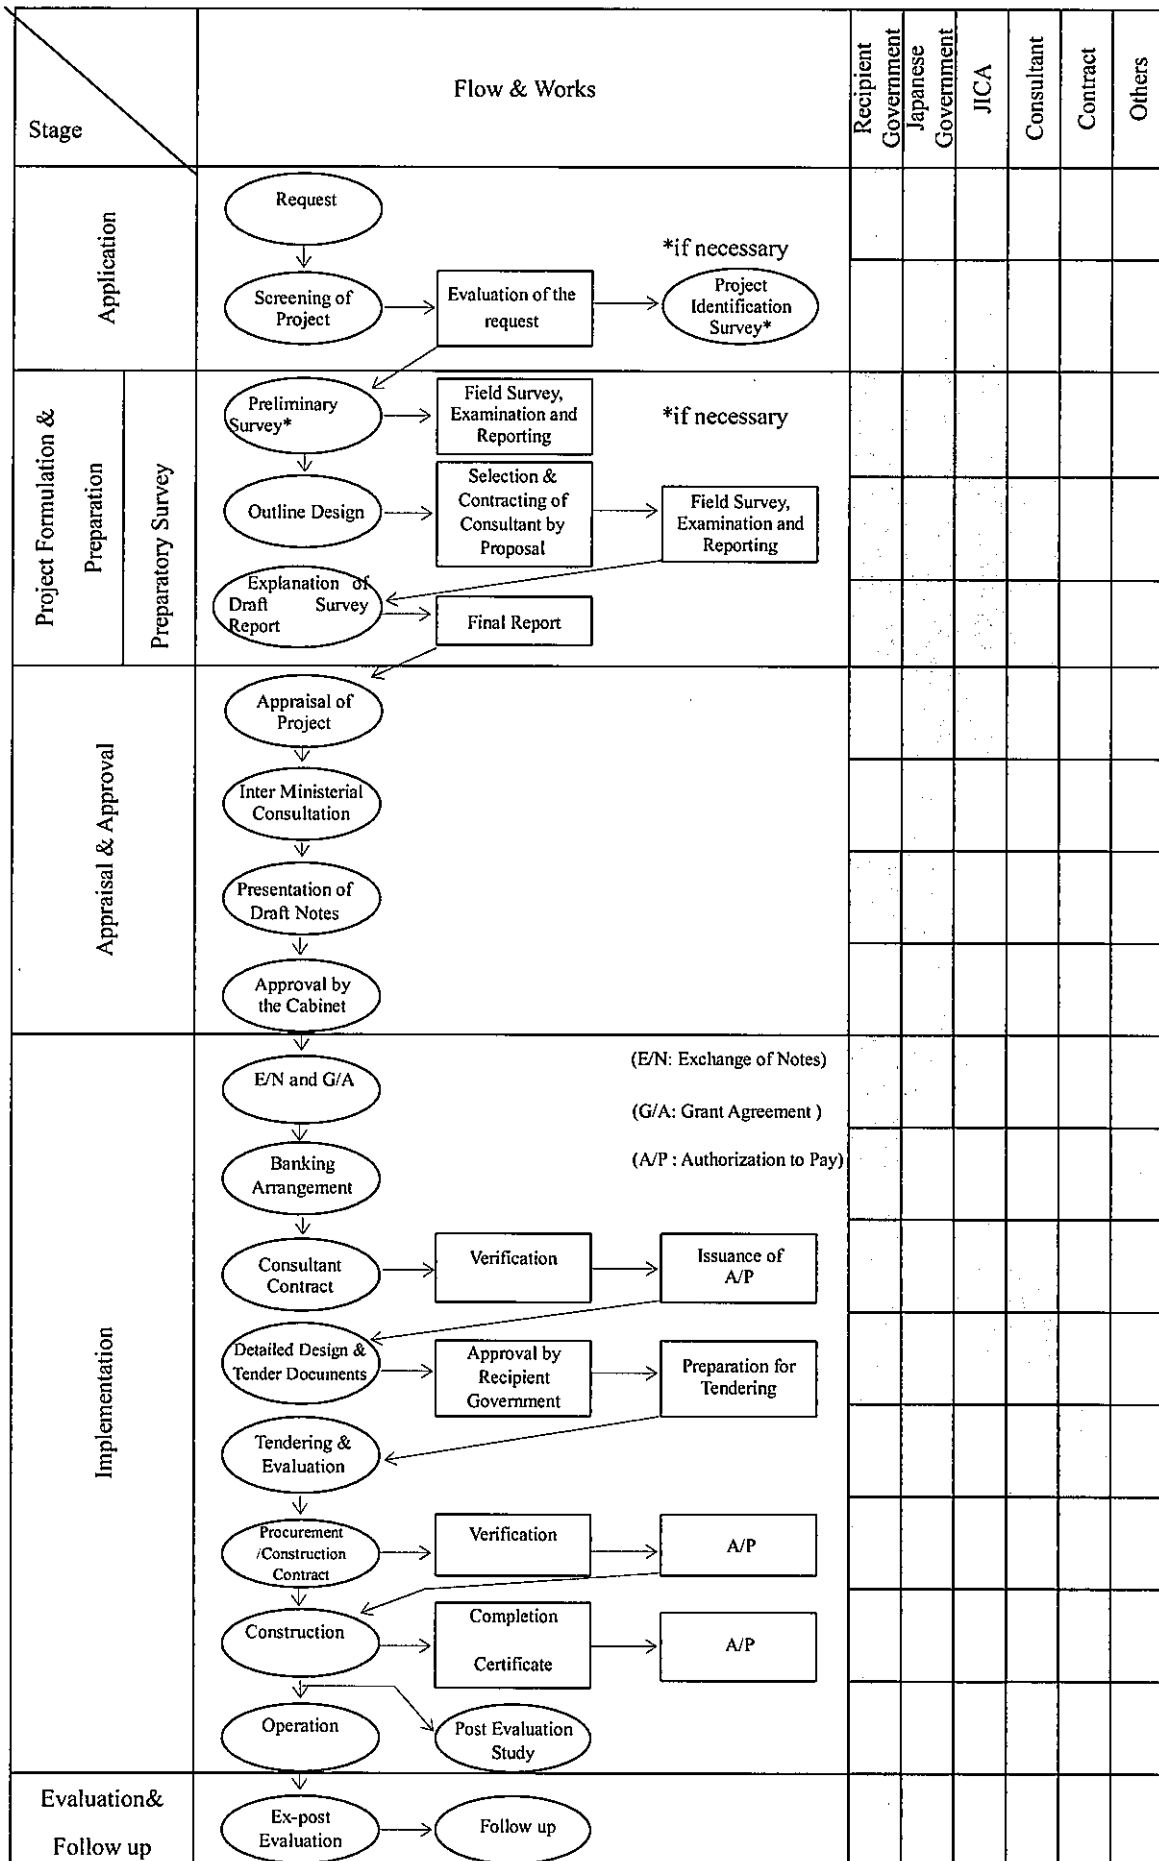 Stage
Flow & Works
Recipient
Government
Japanese
Government
JICA
Consultant
Contract
Others
Application
Request
*if necessary
Screening of
Project
Evaluation of the
request
Project
Identification
Survey*
Project Formulation &
Preparation
Preparatory Survey
Preliminary
Survey*
Field Survey,
Examination and
Reporting
*if necessary
Outline Design
Selection &
Contracting of
Consultant by
Proposal
Field Survey,
Examination and
Reporting
Explanation of
Draft Survey
Report
Final Report
Appraisal & Approval
Appraisal of
Project
Inter Ministerial
Consultation
Presentation of
Draft Notes
Approval by
the Cabinet
Implementation
E/N and G/A
(E/N: Exchange of Notes)
(G/A: Grant Agreement )
(A/P : Authorization to Pay)
Banking
Arrangement
Consultant
Contract
Verification
Issuance of
A/P
Detailed Design &
Tender Documents
Approval by
Recipient
Government
Preparation for
Tendering
Tendering &
Evaluation
Procurement
/Construction
Contract
Verification
A/P
Construction
Completion
Certificate
A/P
Operation
Post Evaluation
Study
Evaluation&
Follow up
Ex-post
Evaluation
Follow up